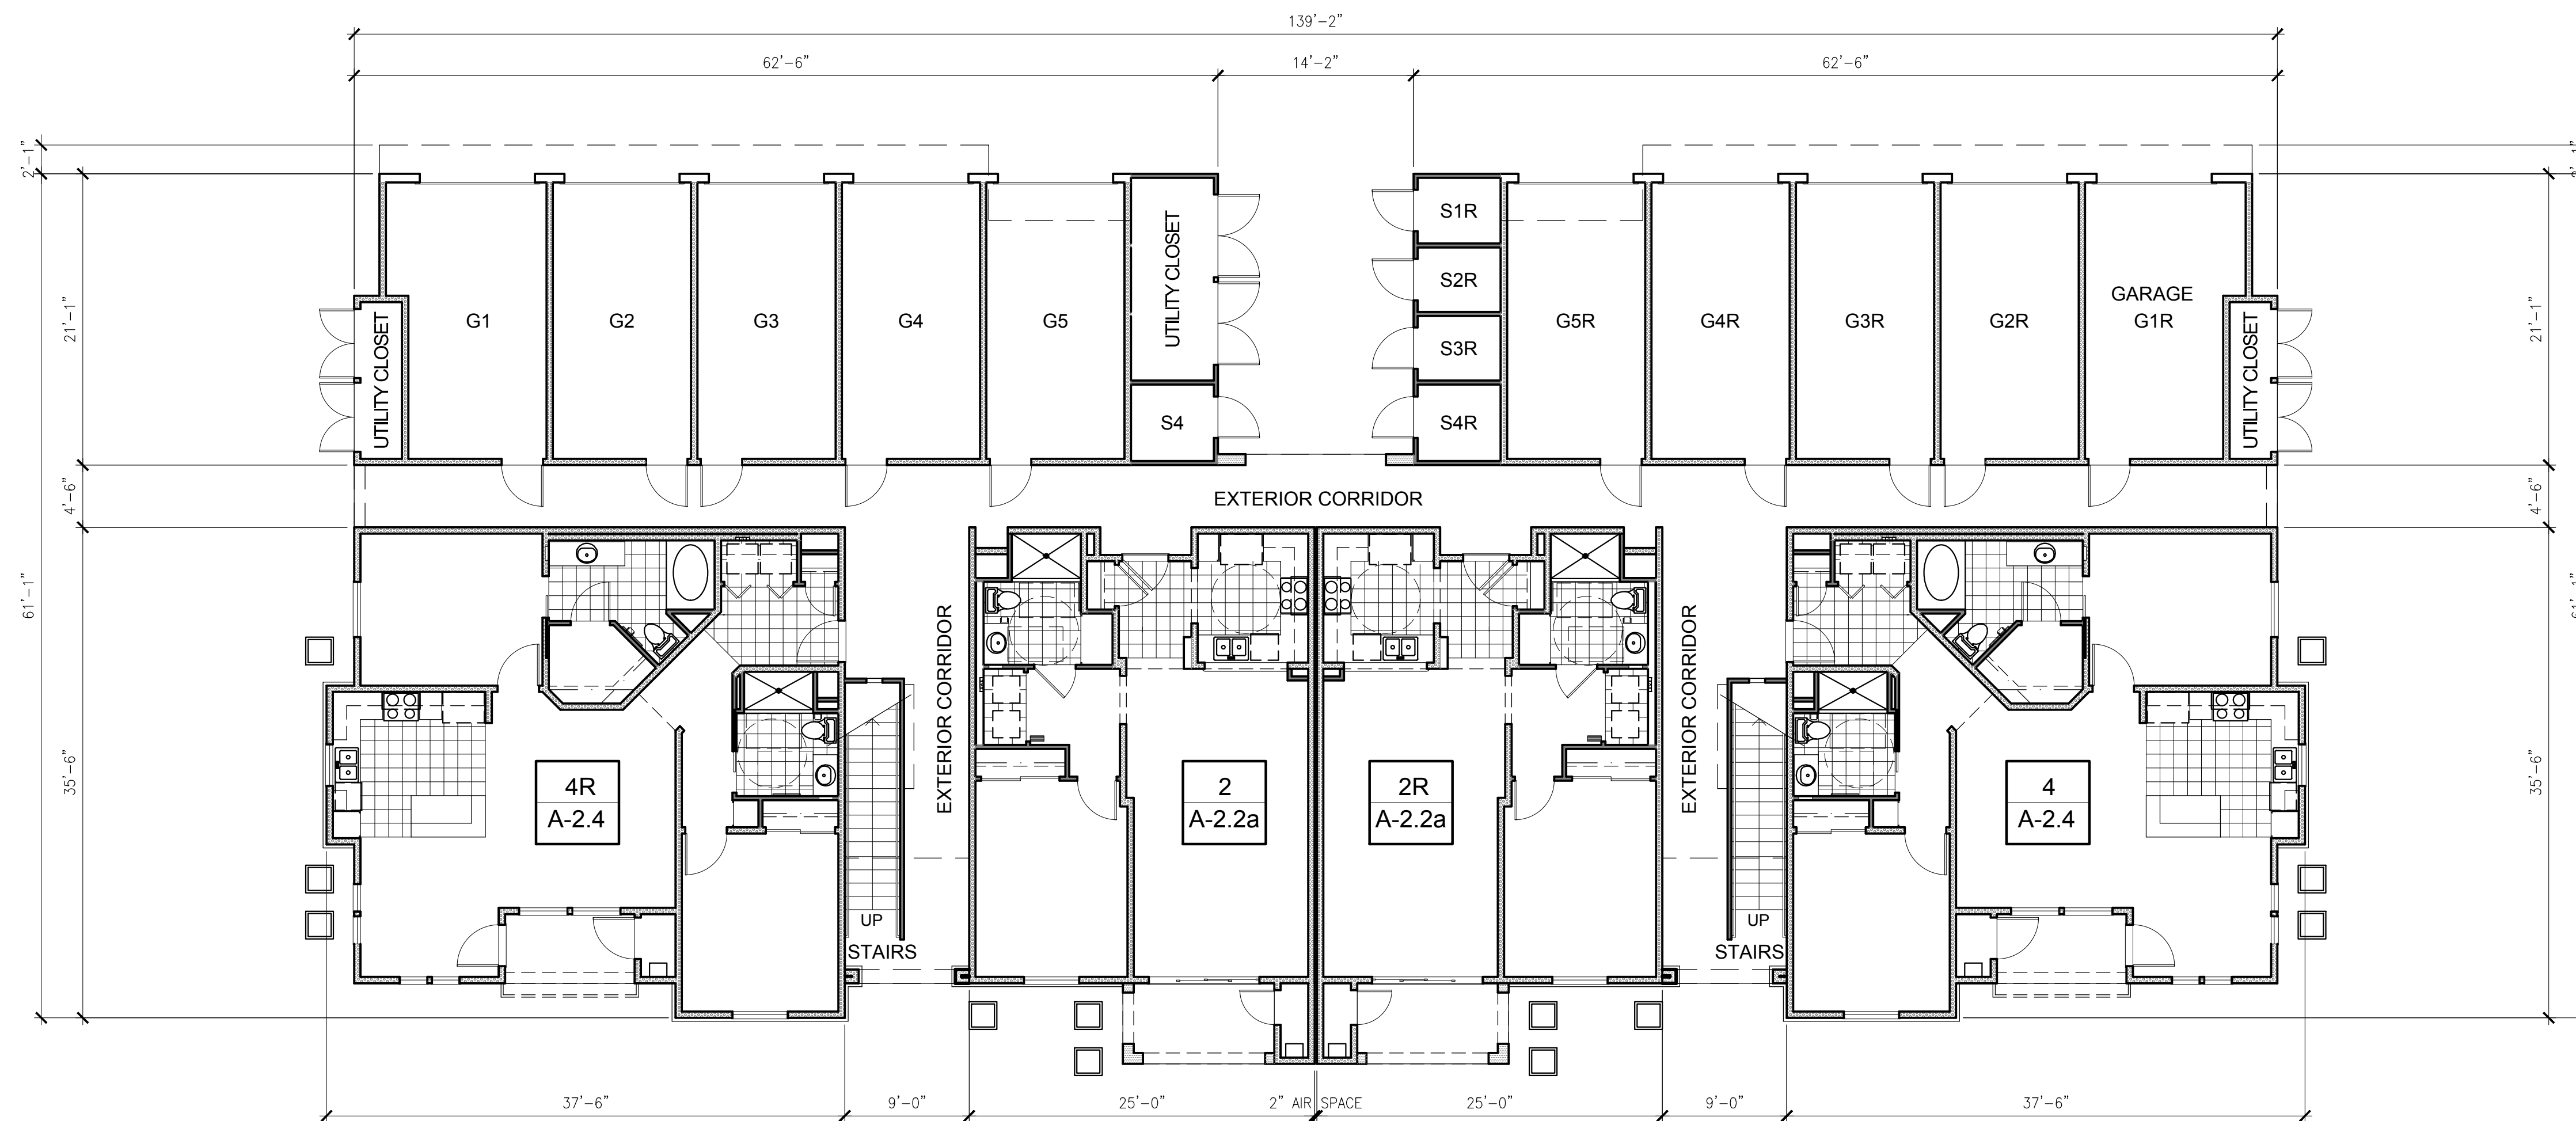 139'-2"
62'-6"
14'-2"
62'-6"
2'-1"
61'-1"
21'-1"
4'-6"
35'-6"
UTILITY CLOSET
G1
G2
G3
G4
G5
UTILITY CLOSET
S4
S1R
S2R
S3R
S4R
G5R
G4R
G3R
G2R
GARAGE
G1R
UTILITY CLOSET
21'-1"
4'-6"
35'-6"
EXTERIOR CORRIDOR
EXTERIOR CORRIDOR
EXTERIOR CORRIDOR
4R
A-2.4
2
A-2.2a
2R
A-2.2a
4
A-2.4
UP
STAIRS
UP
STAIRS
37'-6"
9'-0"
25'-0"
2" AIR SPACE
25'-0"
9'-0"
37'-6"